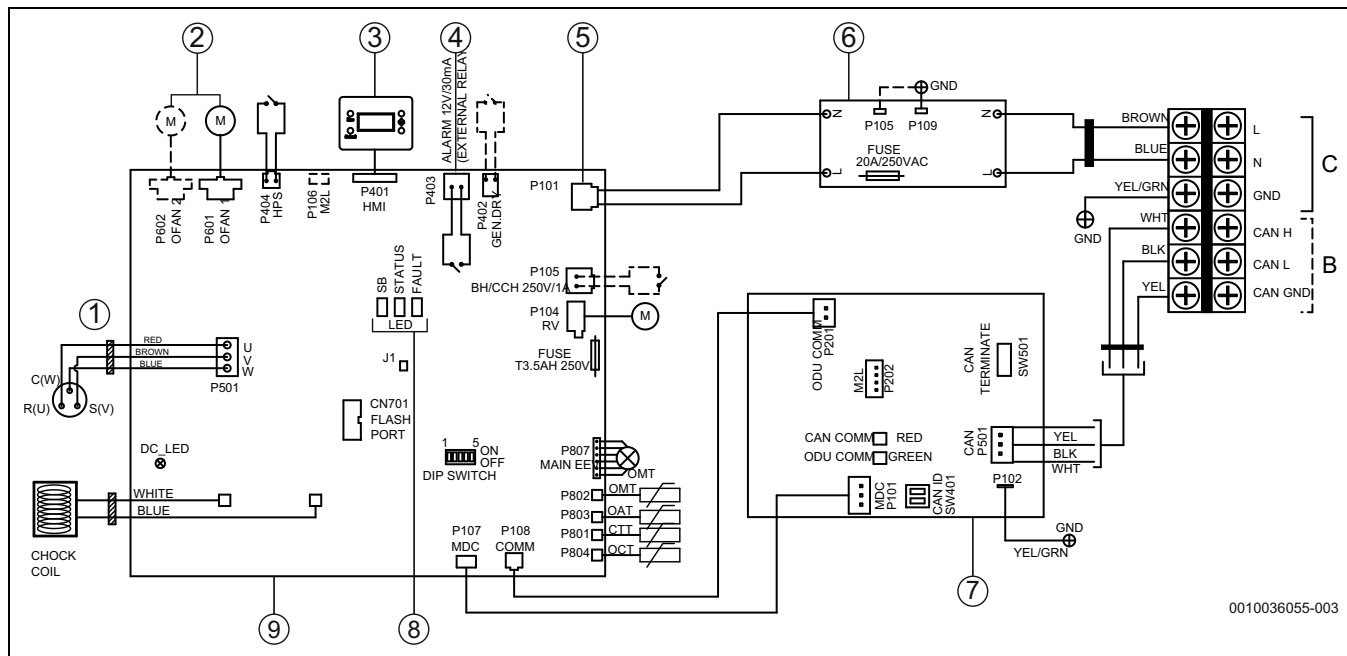 2
3
4
5
6
1
9
8
7
M
M
P602
OFAN 2
P601
OFAN 1
P404
HPS
P106
M2L
P401
HMI
ALARM 12V/30mA
(EXTERNAL RELAY)
P403
P402
GEN.DRV
P101
N
L
P105
P109
GND
FUSE
20A/250VAC
N
L
BROWN
BLUE
YEL/GRN
GND
WHT
BLK
YEL
L
N
GND
CAN H
CAN L
CAN GND
C
B
SB
STATUS
FAULT
LED
J1
P105
BH/CCH 250V/1A
P104
RV
M
FUSE
T3.5AH 250V
RED
BROWN
BLUE
U
V
W
P501
C(W)
R(U)
S(V)
DC_LED
WHITE
BLUE
CHOCK
COIL
CN701
FLASH
PORT
1
5
ON
OFF
DIP SWITCH
P807
MAIN EEV
OMT
P802
OMT
P803
OAT
P801
CTT
P804
OCT
P107
MDC
P108
COMM
ODU COMM
P201
M2L
P202
CAN
TERMINATE
SW501
CAN COMM
RED
ODU COMM
GREEN
CAN
P501
YEL
BLK
WHT
MDC
P101
CAN ID
SW401
P102
GND
YEL/GRN
0010036055-003